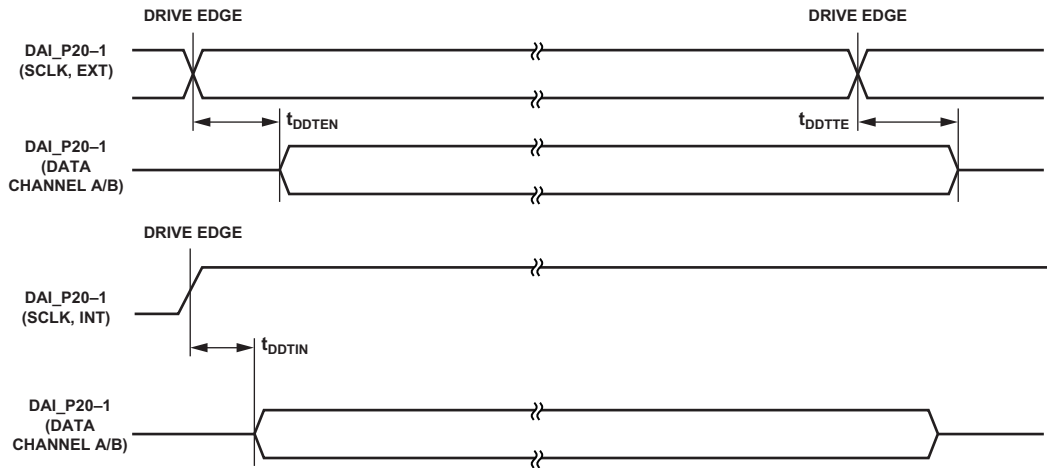 DRIVE EDGE
DRIVE EDGE
DAI_P20–1
(SCLK, EXT)
tDDTEN
tDDTTE
DAI_P20–1
(DATA
CHANNEL A/B)
DRIVE EDGE
DAI_P20–1
(SCLK, INT)
tDDTIN
DAI_P20–1
(DATA
CHANNEL A/B)